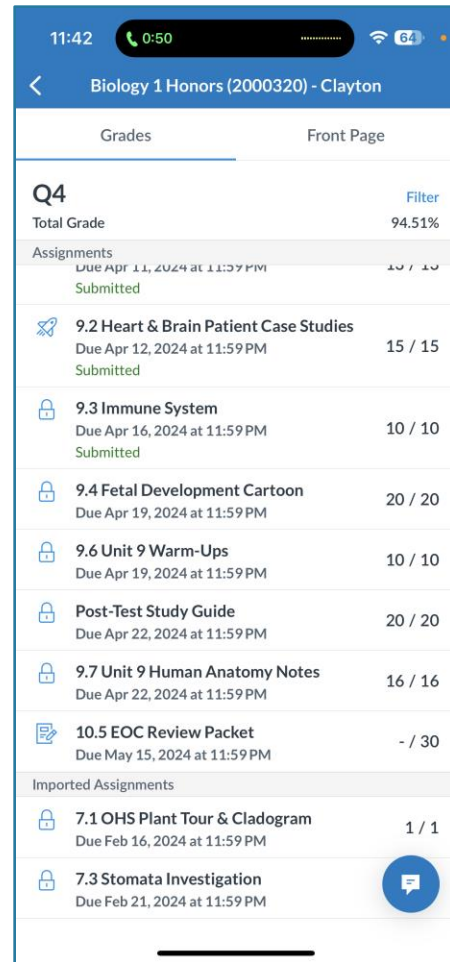 11:42
0:50
64
Biology 1 Honors (2000320) - Clayton
Grades
Front Page
Q4
Filter
Total Grade
94.51%
Assignments
Due Apr 11, 2024 at 11:59 PM
Submitted
9.2 Heart & Brain Patient Case Studies
Due Apr 12, 2024 at 11:59 PM
15 / 15
Submitted
9.3 Immune System
Due Apr 16, 2024 at 11:59 PM
10 / 10
Submitted
9.4 Fetal Development Cartoon
20 / 20
Due Apr 19, 2024 at 11:59 PM
9.6 Unit 9 Warm-Ups
10 / 10
Due Apr 19, 2024 at 11:59 PM
Post-Test Study Guide
20 / 20
Due Apr 22, 2024 at 11:59 PM
9.7 Unit 9 Human Anatomy Notes
16 / 16
Due Apr 22, 2024 at 11:59 PM
10.5 EOC Review Packet
- / 30
Due May 15, 2024 at 11:59 PM
Imported Assignments
7.1 OHS Plant Tour & Cladogram
1 / 1
Due Feb 16, 2024 at 11:59 PM
7.3 Stomata Investigation
Due Feb 21, 2024 at 11:59 PM